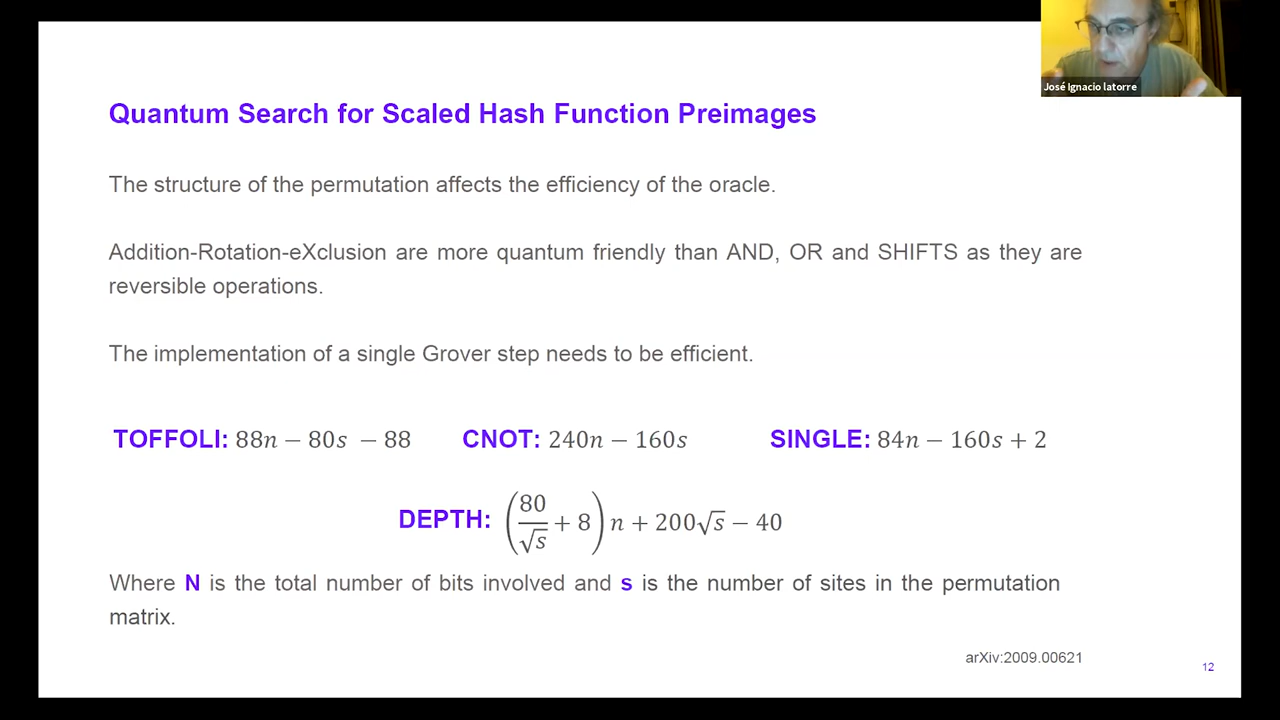 José Ignacio latorre
Quantum Search for Scaled Hash Function Preimages
The structure of the permutation affects the efficiency of the oracle.
Addition-Rotation-eXclusion are more quantum friendly than AND, OR and SHIFTS as they are
reversible operations.
The implementation of a single Grover step needs to be efficient.
TOFFOLI: 88n − 80s − 88 CNOT: 240n − 160s SINGLE: 84n − 160s + 2
DEPTH: (80/√s + 8) n + 200√s − 40
Where N is the total number of bits involved and s is the number of sites in the permutation
matrix.
arXiv:2009.00621
12